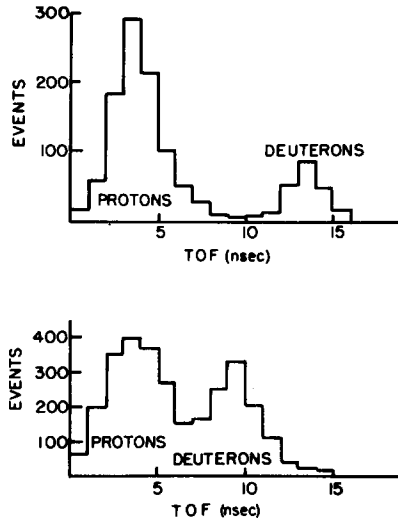 300
200
100
EVENTS
DEUTERONS
PROTONS
5 10 15
TOF (nsec)
400
300
200
100
EVENTS
PROTONS
DEUTERONS
5 10 15
TOF (nsec)